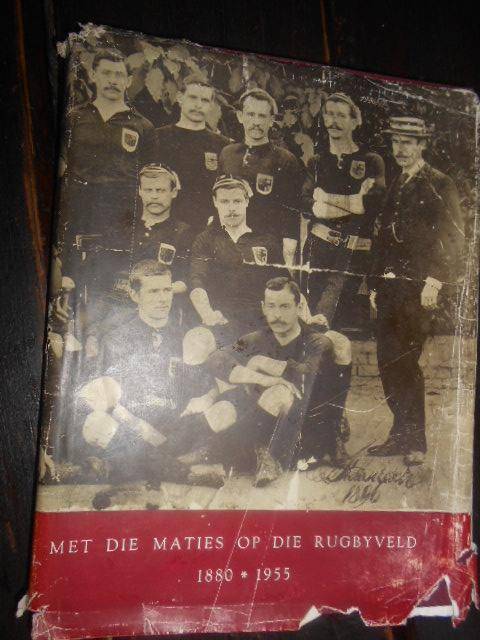 MET DIE MATIES OP DIE RUGBYVELD
1880 * 1955